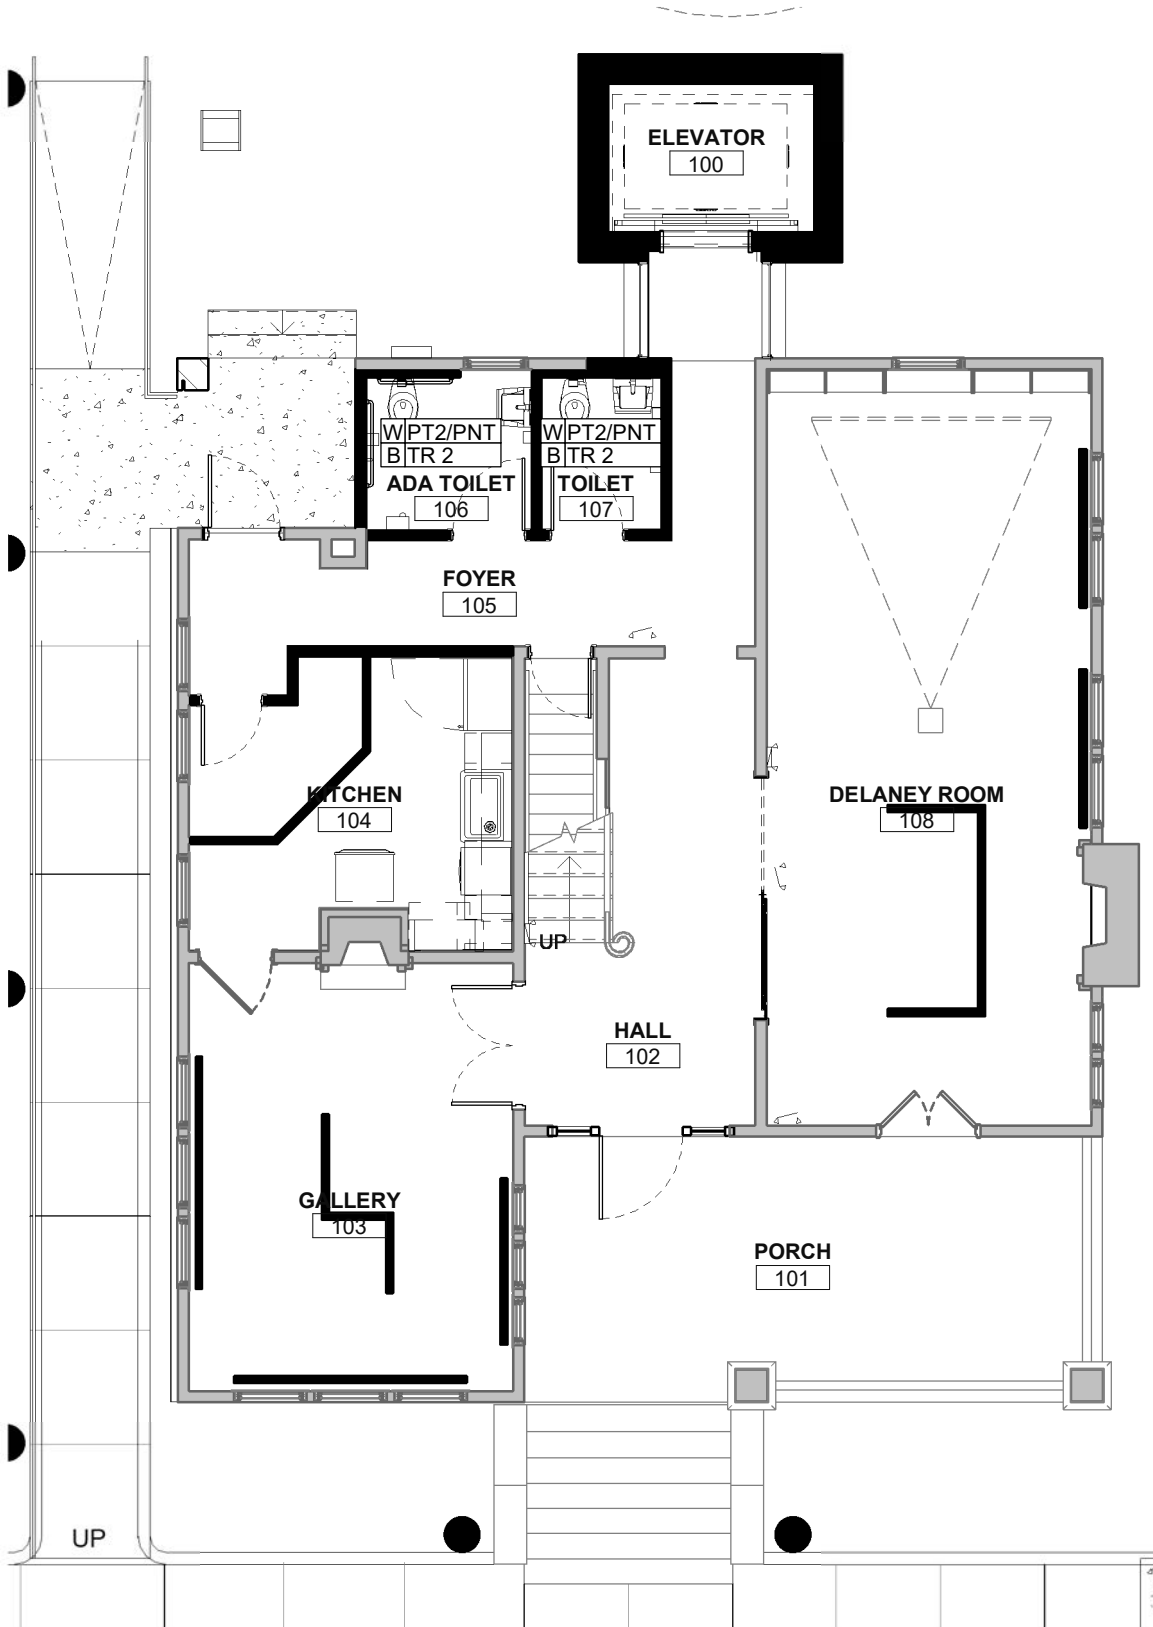 ELEVATOR
100
W PT2/PNT
B TR 2
W PT2/PNT
B TR 2
ADA TOILET
106
TOILET
107
FOYER
105
KITCHEN
104
DELANEY ROOM
108
UP
HALL
102
GALLERY
103
PORCH
101
UP